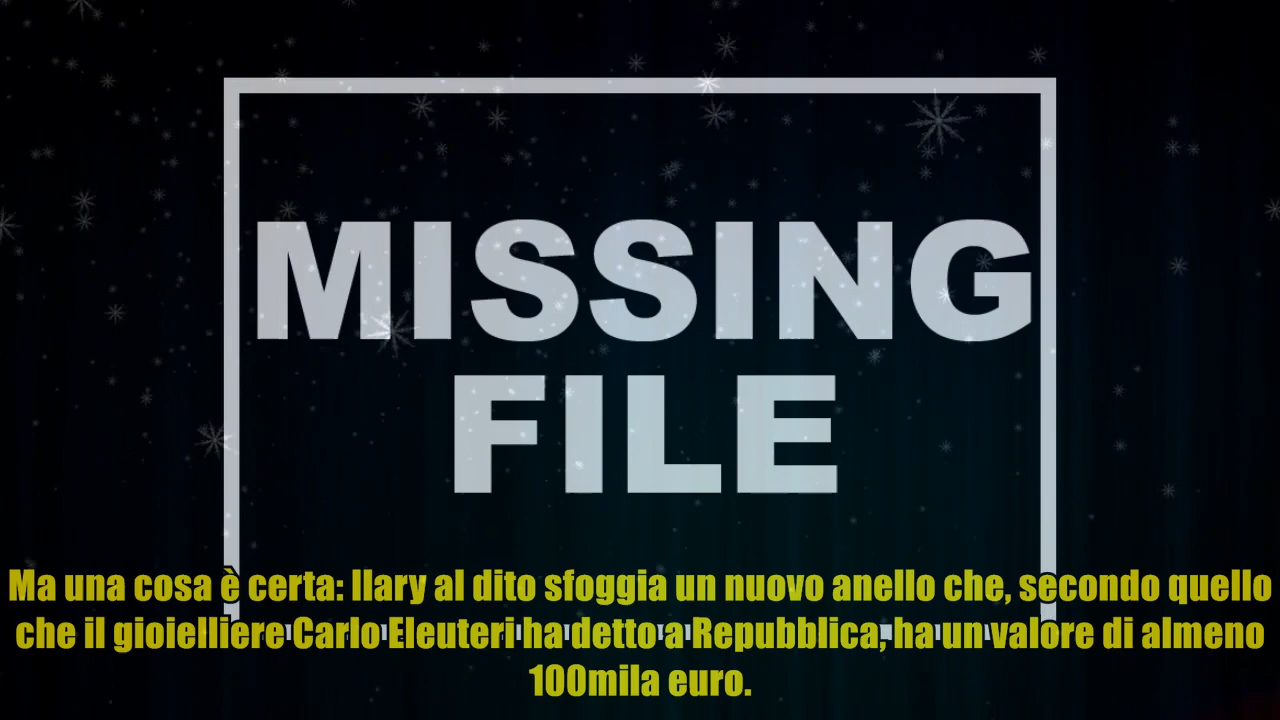 MISSING
FILE
Ma una cosa è certa: Ilary al dito sfoggia un nuovo anello che, secondo quello
che il gioielliere Carlo Eleuteri ha detto a Repubblica, ha un valore di almeno
100mila euro.